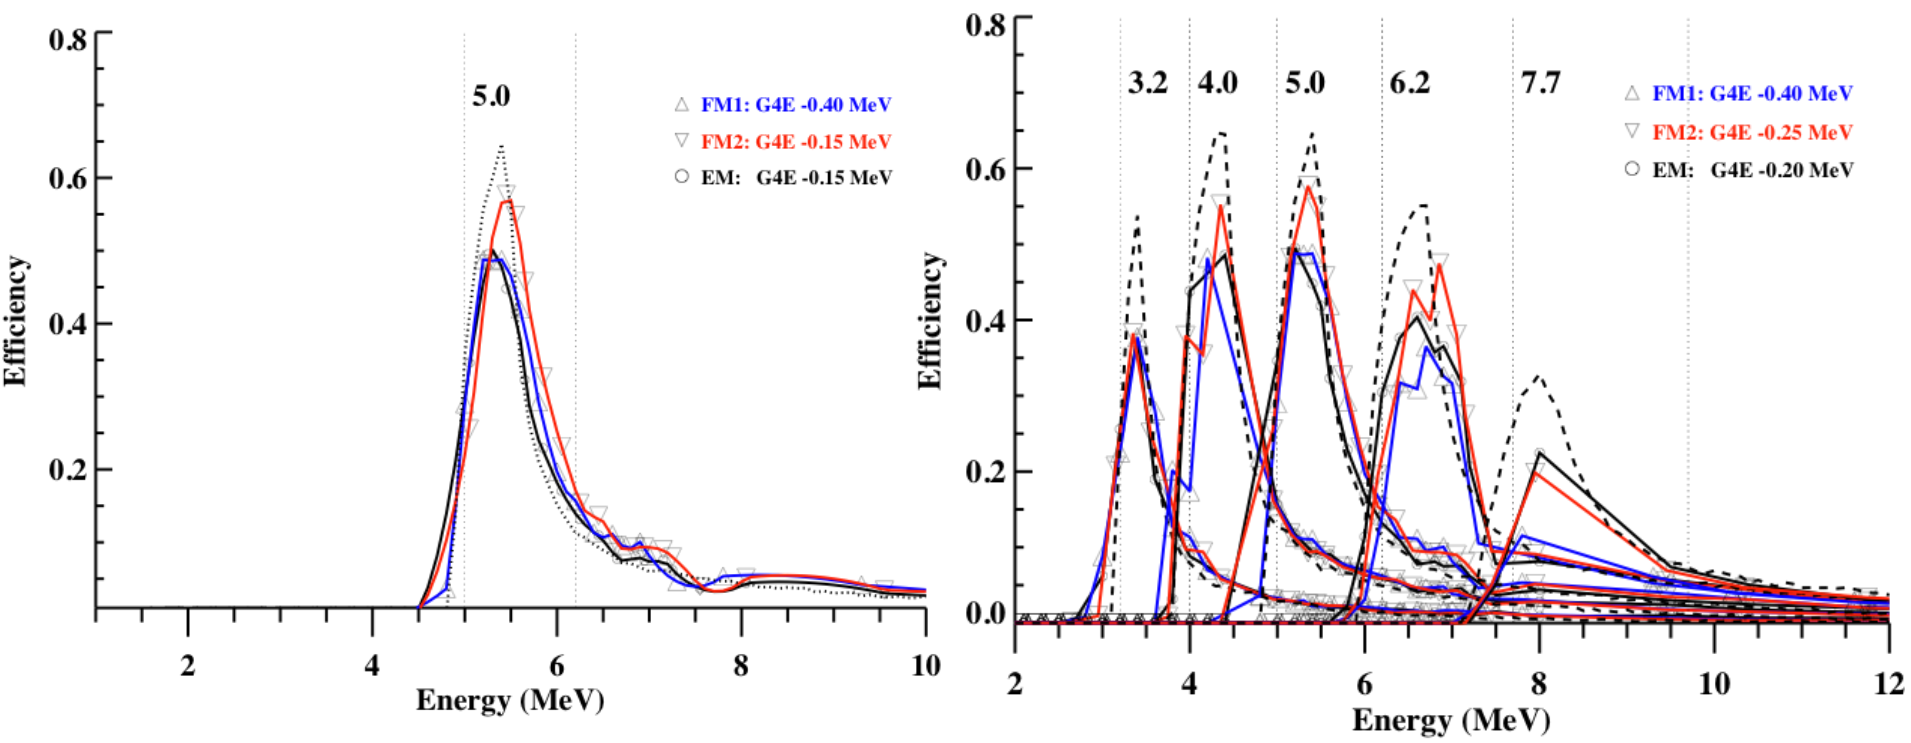 0.8
5.0
FM1: G4E -0.40 MeV
FM2: G4E -0.15 MeV
EM: G4E -0.15 MeV
0.6
Efficiency
0.4
0.2
2 4 6 8 10
Energy (MeV)
0.8
3.2 4.0 5.0 6.2 7.7
FM1: G4E -0.40 MeV
FM2: G4E -0.25 MeV
EM: G4E -0.20 MeV
0.6
Efficiency
0.4
0.2
0.0
2 4 6 8 10 12
Energy (MeV)